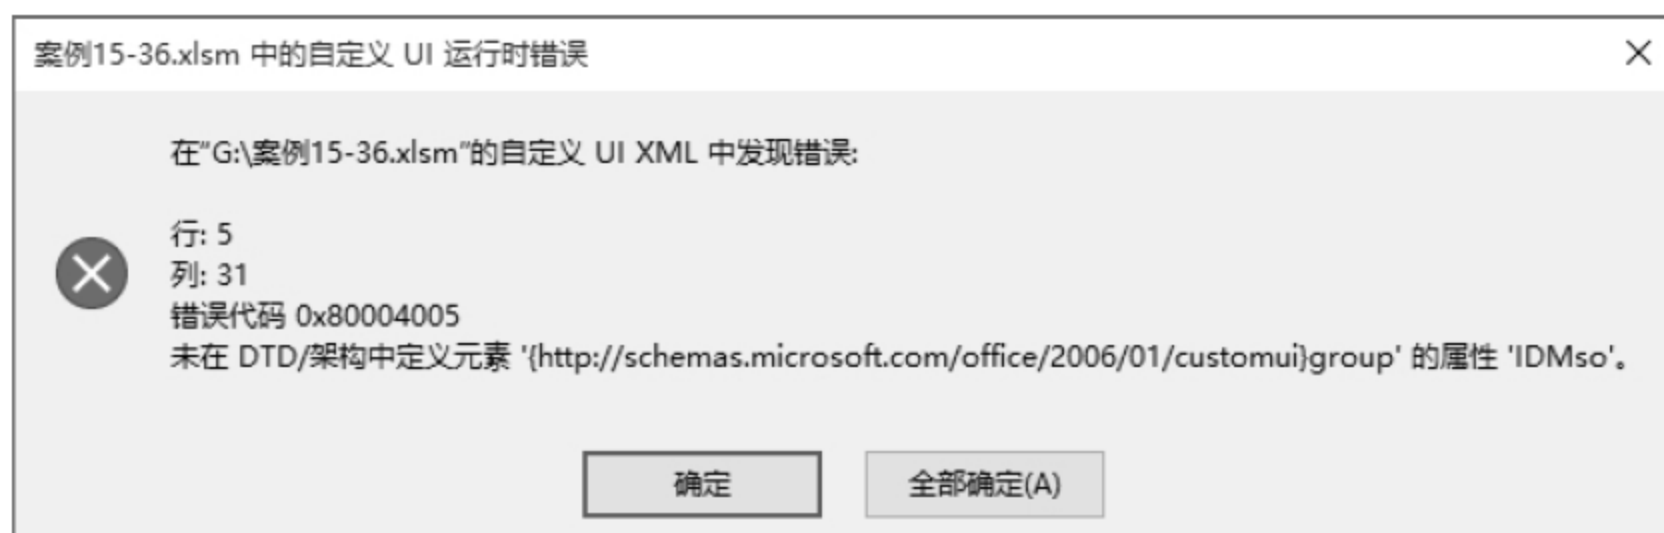 案例15-36.xlsm 中的自定义 UI 运行时错误
在"G:\案例15-36.xlsm"的自定义 UI XML 中发现错误:
行: 5
列: 31
错误代码 0x80004005
未在 DTD/架构中定义元素 '{http://schemas.microsoft.com/office/2006/01/customui}group' 的属性 'IDMso'。
确定
全部确定(A)